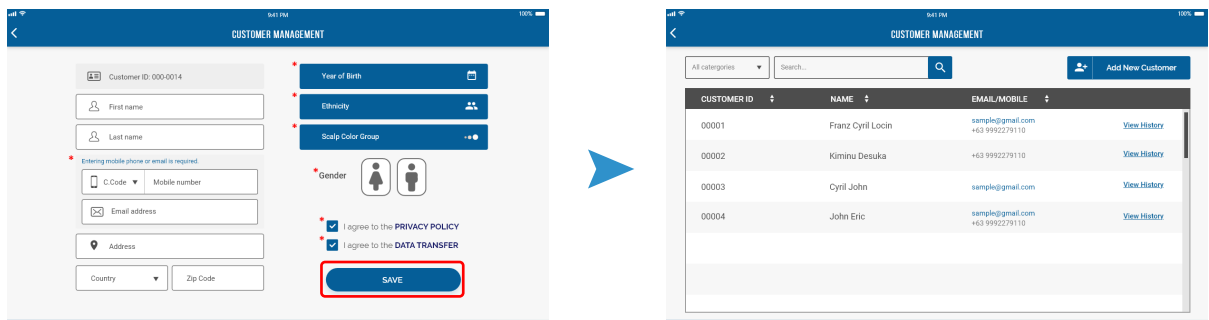 9:41 PM
100%
CUSTOMER MANAGEMENT
Customer ID: 000-0014
First name
Last name
* Entering mobile phone or email is required.
C.Code ▼ Mobile number
Email address
Address
Country ▼ Zip Code
* Year of Birth
* Ethnicity
* Scalp Color Group
* Gender
* I agree to the PRIVACY POLICY
* I agree to the DATA TRANSFER
SAVE
9:41 PM
100%
CUSTOMER MANAGEMENT
All catergories ▼ Search... Add New Customer
CUSTOMER ID NAME EMAIL/MOBILE
00001 Franz Cyril Locin sample@gmail.com View History
+63 9992279110
00002 Kiminu Desuka +63 9992279110 View History
00003 Cyril John sample@gmail.com View History
00004 John Eric sample@gmail.com View History
+63 9992279110